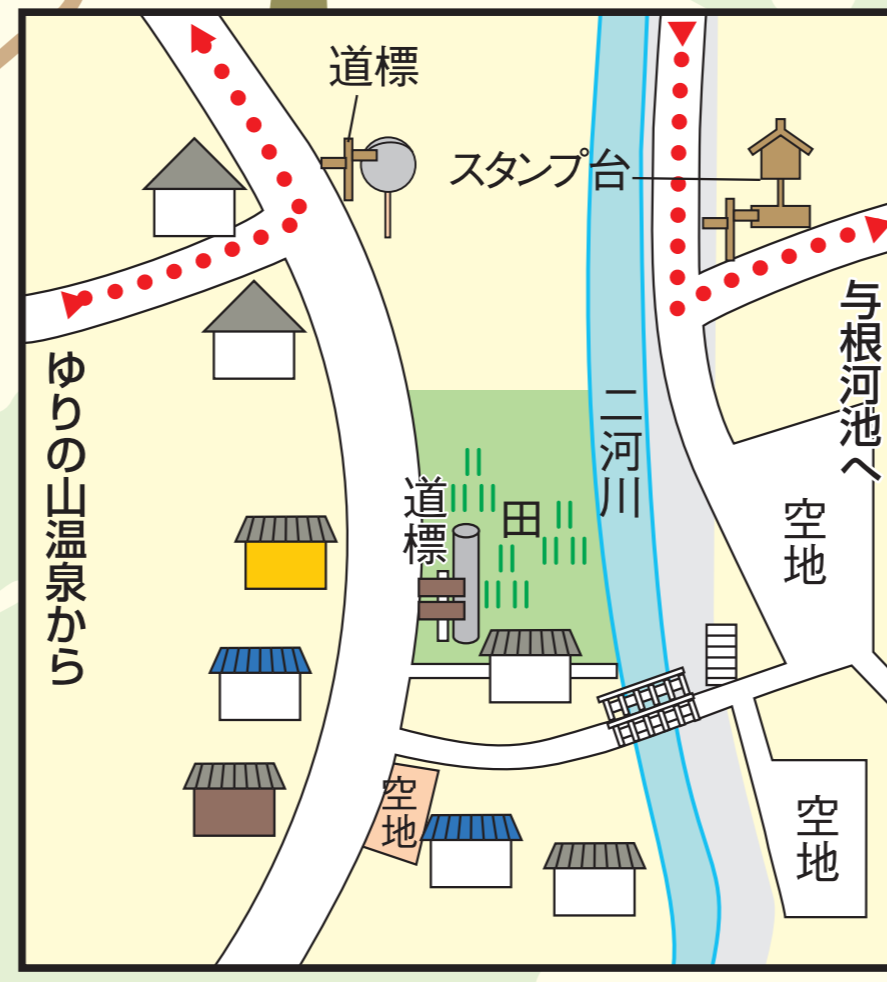 道標
スタンプ台
与根河池へ
ゆりの山温泉から
二河川
道標
田
空地
空地
空地